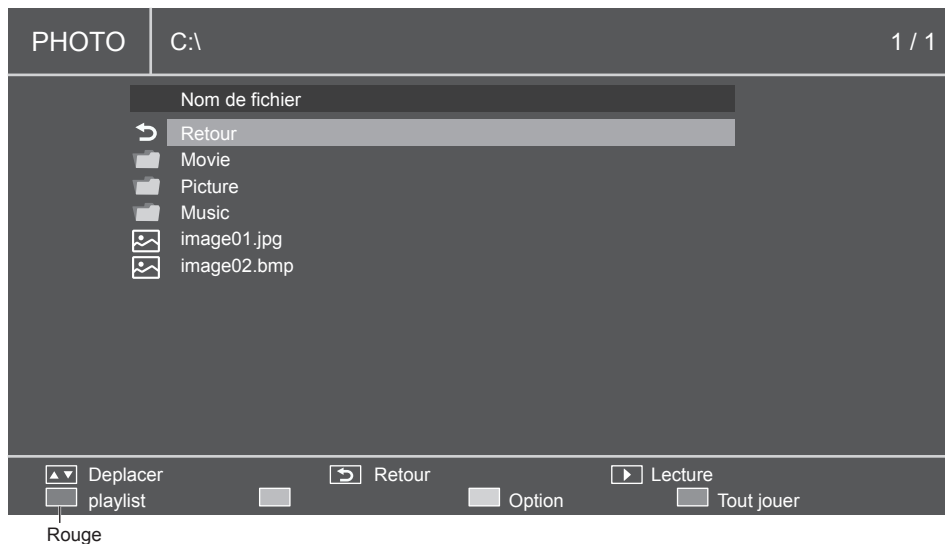 PHOTO C:\ 1 / 1
Nom de fichier
Retour
Movie
Picture
Music
image01.jpg
image02.bmp
Deplacer Retour Lecture
playlist Option Tout jouer
Rouge